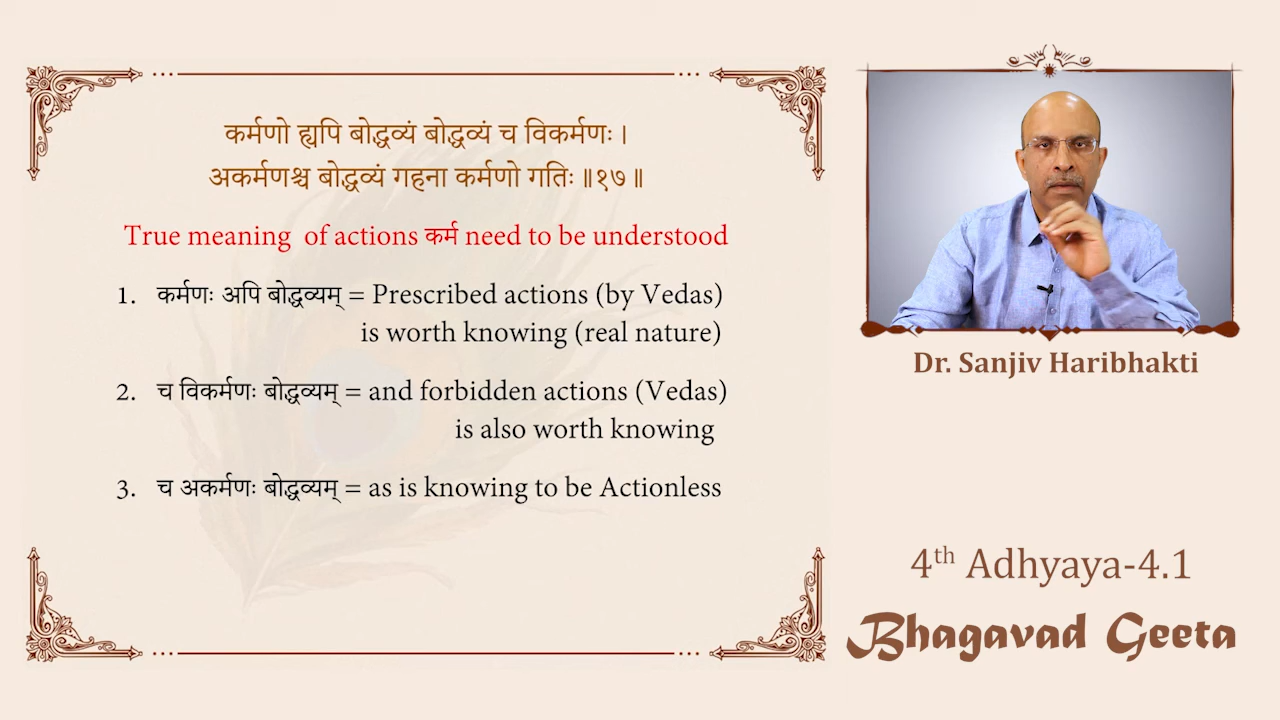 कर्मणो ह्यपि बोद्धव्यं बोद्धव्यं च विकर्मणः ।
अकर्मणश्च बोद्धव्यं गहना कर्मणो गतिः ॥१७॥
True meaning of actions कर्म need to be understood
1. कर्मणः अपि बोद्धव्यम् = Prescribed actions (by Vedas)
is worth knowing (real nature)
2. च विकर्मणः बोद्धव्यम् = and forbidden actions (Vedas)
is also worth knowing
3. च अकर्मणः बोद्धव्यम् = as is knowing to be Actionless
Dr. Sanjiv Haribhakti
4th Adhyaya-4.1
Bhagavad Geeta